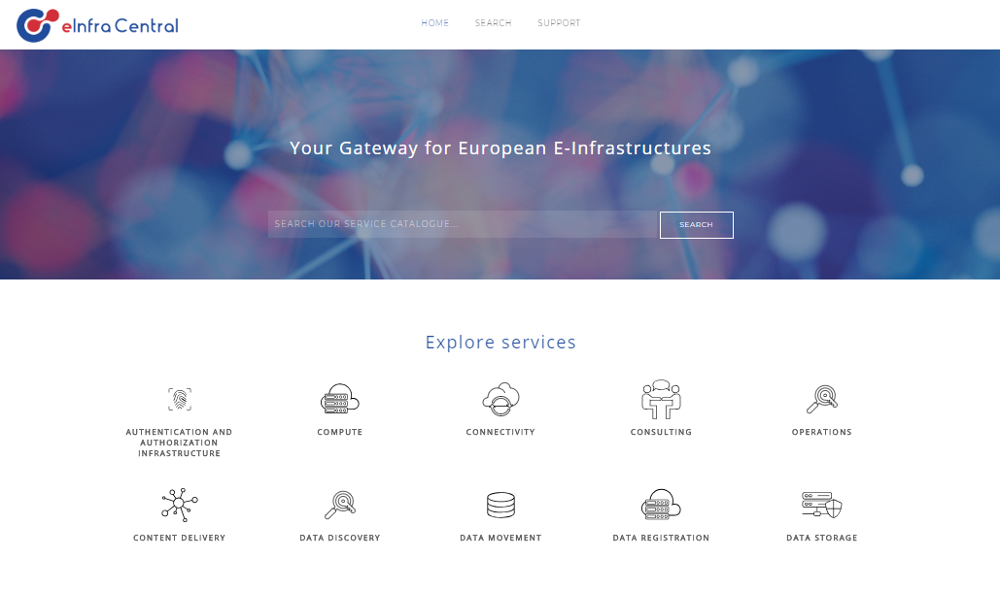 eInfra Central
HOME SEARCH SUPPORT
Your Gateway for European E-Infrastructures
SEARCH OUR SERVICE CATALOGUE... SEARCH
Explore services
AUTHENTICATION AND
AUTHORIZATION
INFRASTRUCTURE
COMPUTE
CONNECTIVITY
CONSULTING
OPERATIONS
CONTENT DELIVERY
DATA DISCOVERY
DATA MOVEMENT
DATA REGISTRATION
DATA STORAGE